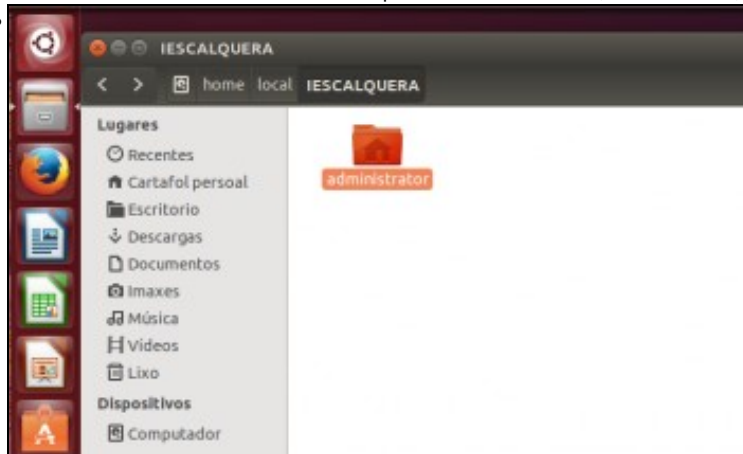 IESCALQUERA
home local IESCALQUERA
Lugares
Recentes
Cartafol persoal
Escritorio
Descargas
Documentos
Imaxes
Música
Vídeos
Lixo
Dispositivos
Computador
administrator